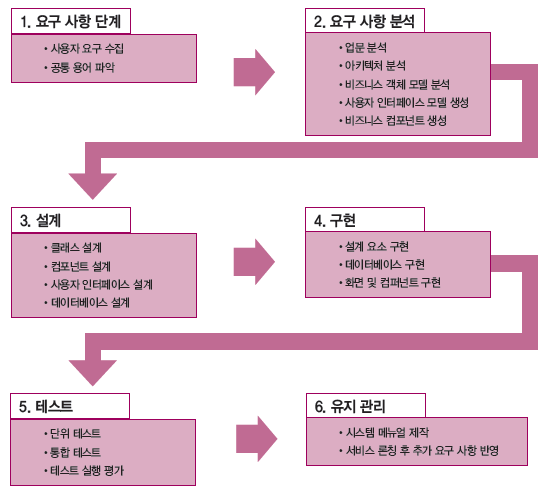 1. 요구 사항 단계
• 사용자 요구 수집
• 공통 용어 파악
2. 요구 사항 분석
• 업문 분석
• 아키텍처 분석
• 비즈니스 객체 모델 분석
• 사용자 인터페이스 모델 생성
• 비즈니스 컴포넌트 생성
3. 설계
• 클래스 설계
• 컴포넌트 설계
• 사용자 인터페이스 설계
• 데이터베이스 설계
4. 구현
• 설계 요소 구현
• 데이터베이스 구현
• 화면 및 컴퍼넌트 구현
5. 테스트
• 단위 테스트
• 통합 테스트
• 테스트 실행 평가
6. 유지 관리
• 시스템 메뉴얼 제작
• 서비스 론칭 후 추가 요구 사항 반영